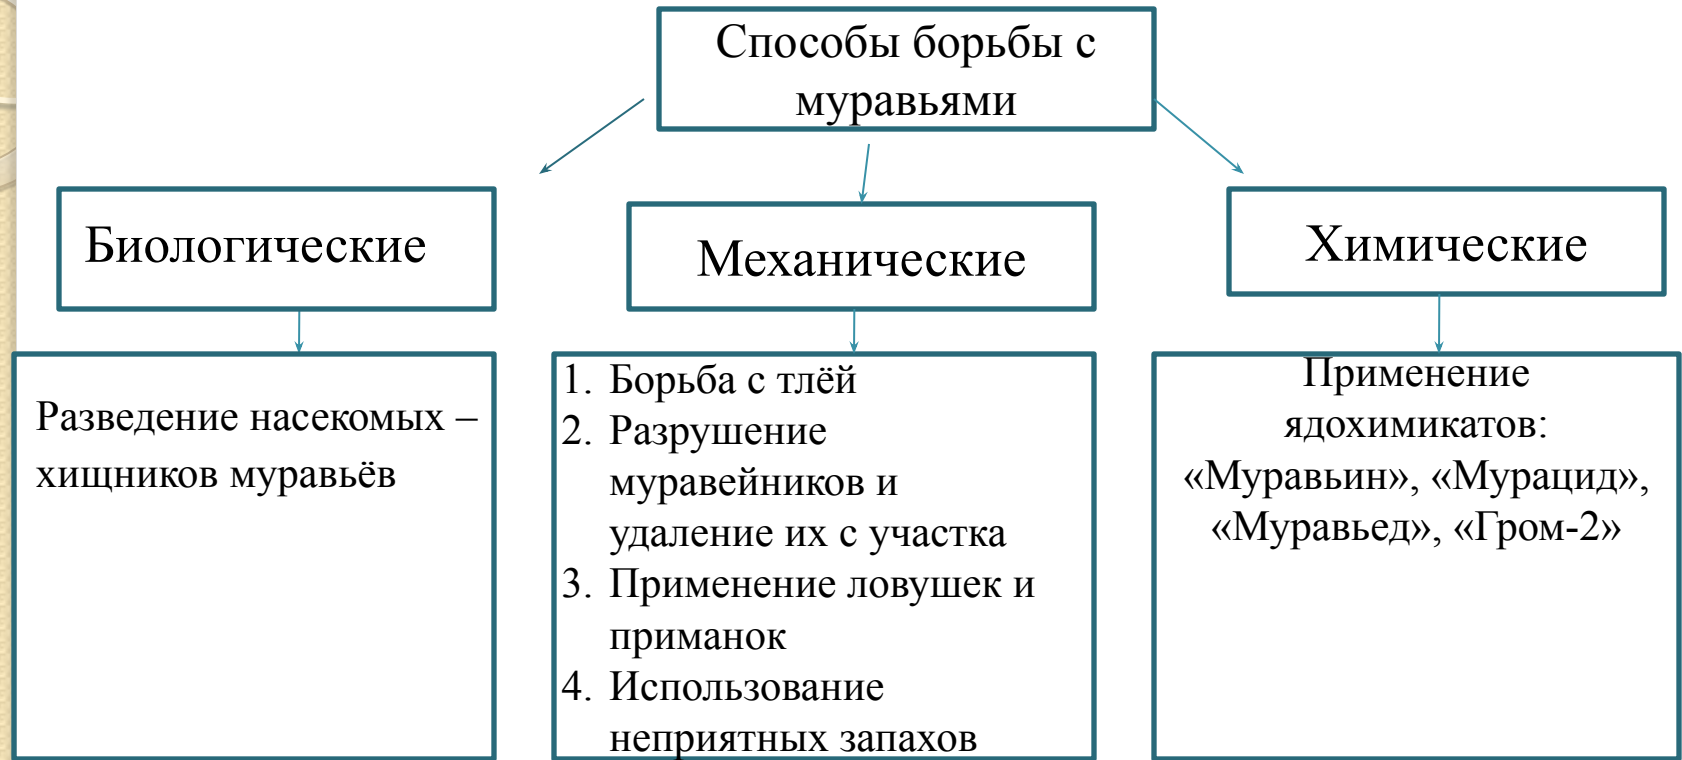 Способы борьбы с
муравьями
Биологические
Механические
Химические
Разведение насекомых –
хищников муравьёв
1. Борьба с тлёй
2. Разрушение
муравейников и
удаление их с участка
3. Применение ловушек и
приманок
4. Использование
неприятных запахов
Применение
ядохимикатов:
«Муравьин», «Мурацид»,
«Муравьед», «Гром-2»